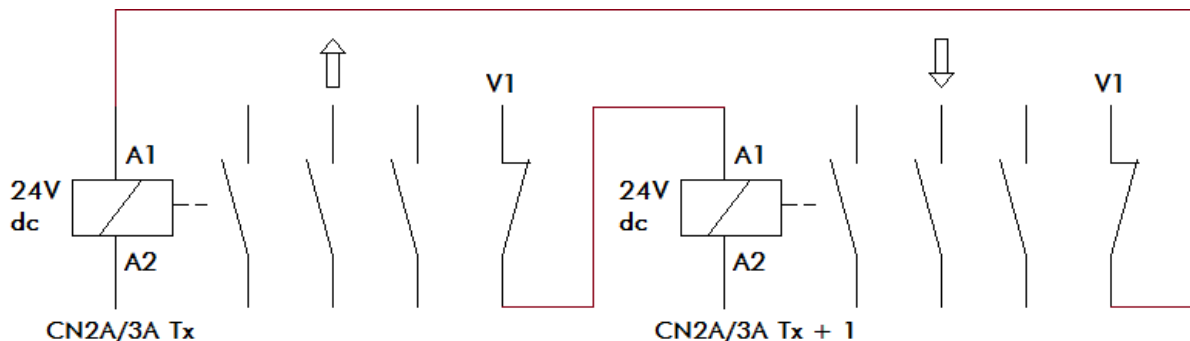 V1
V1
A1
A1
24V
dc
24V
dc
A2
A2
CN2A/3A Tx
CN2A/3A Tx + 1